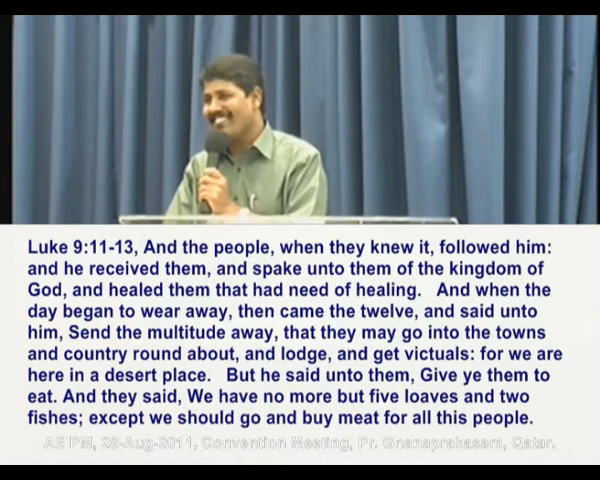 Luke 9:11-13, And the people, when they knew it, followed him:
and he received them, and spake unto them of the kingdom of
God, and healed them that had need of healing.   And when the
day began to wear away, then came the twelve, and said unto
him, Send the multitude away, that they may go into the towns
and country round about, and lodge, and get victuals: for we are
here in a desert place.   But he said unto them, Give ye them to
eat. And they said, We have no more but five loaves and two
fishes; except we should go and buy meat for all this people.
AE PM, 28-Aug-2011, Convention Meeting, Pr. Gnanaprakasam, Qatar.